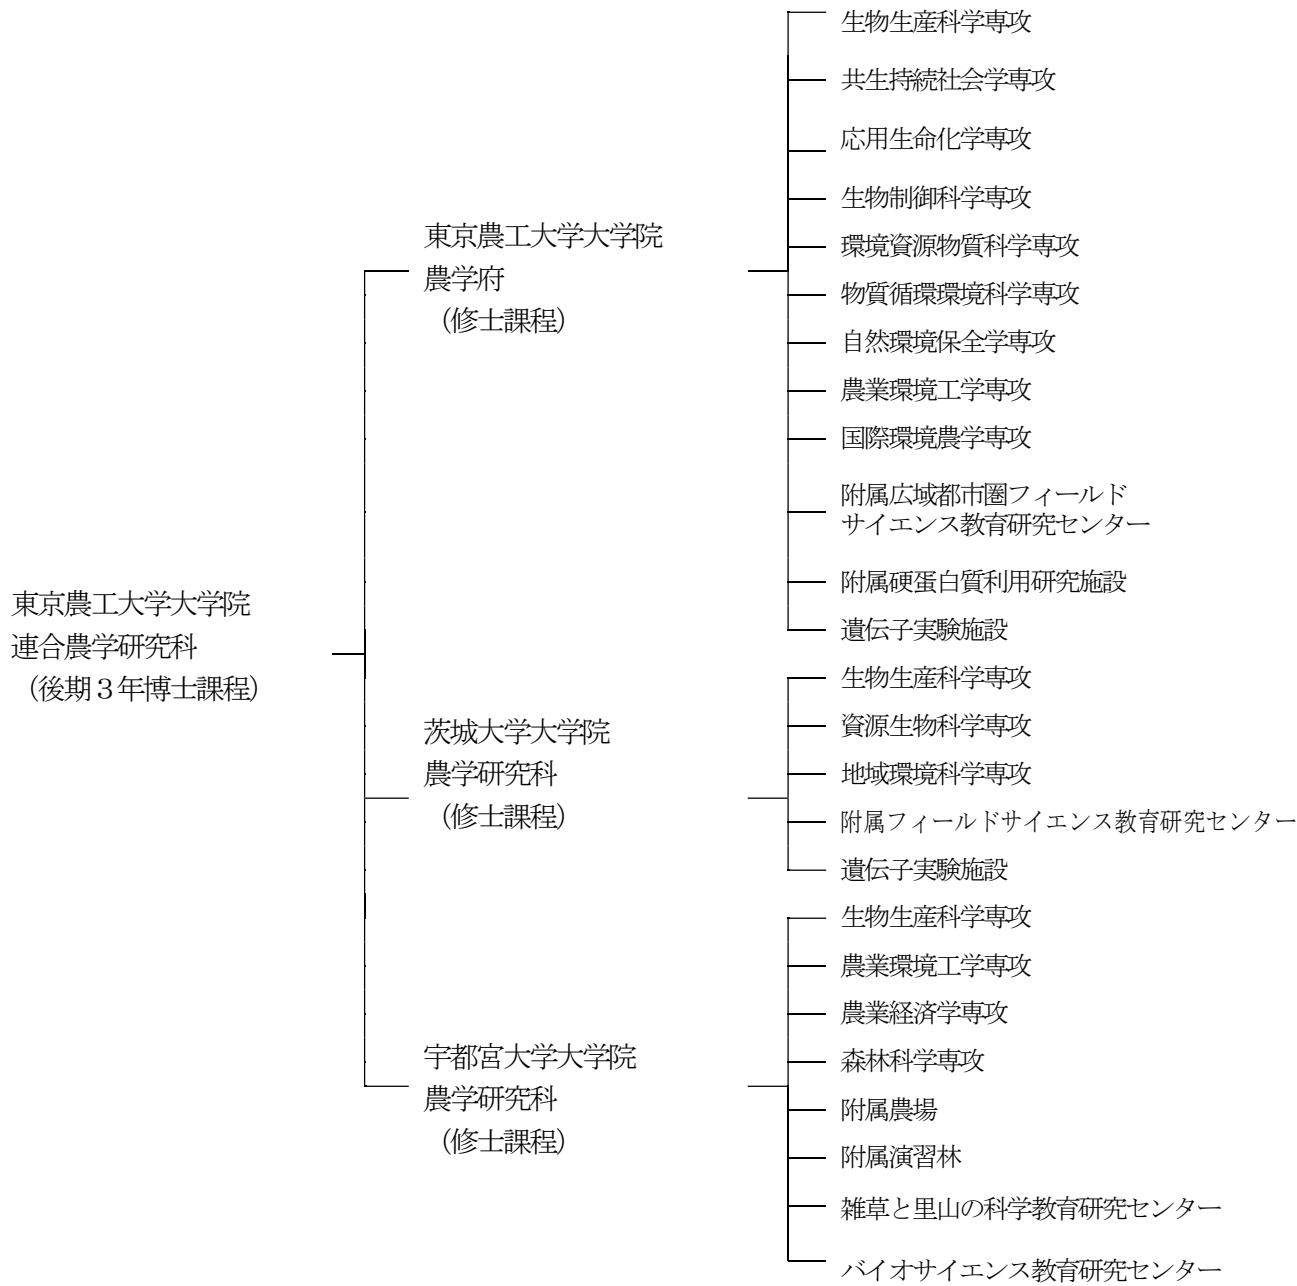 東京農工大学大学院
連合農学研究科
（後期３年博士課程）
東京農工大学大学院
農学府
（修士課程）
生物生産科学専攻
共生持続社会学専攻
応用生命化学専攻
生物制御科学専攻
環境資源物質科学専攻
物質循環環境科学専攻
自然環境保全学専攻
農業環境工学専攻
国際環境農学専攻
附属広域都市圏フィールド
サイエンス教育研究センター
附属硬蛋白質利用研究施設
遺伝子実験施設
茨城大学大学院
農学研究科
（修士課程）
生物生産科学専攻
資源生物科学専攻
地域環境科学専攻
附属フィールドサイエンス教育研究センター
遺伝子実験施設
宇都宮大学大学院
農学研究科
（修士課程）
生物生産科学専攻
農業環境工学専攻
農業経済学専攻
森林科学専攻
附属農場
附属演習林
雑草と里山の科学教育研究センター
バイオサイエンス教育研究センター